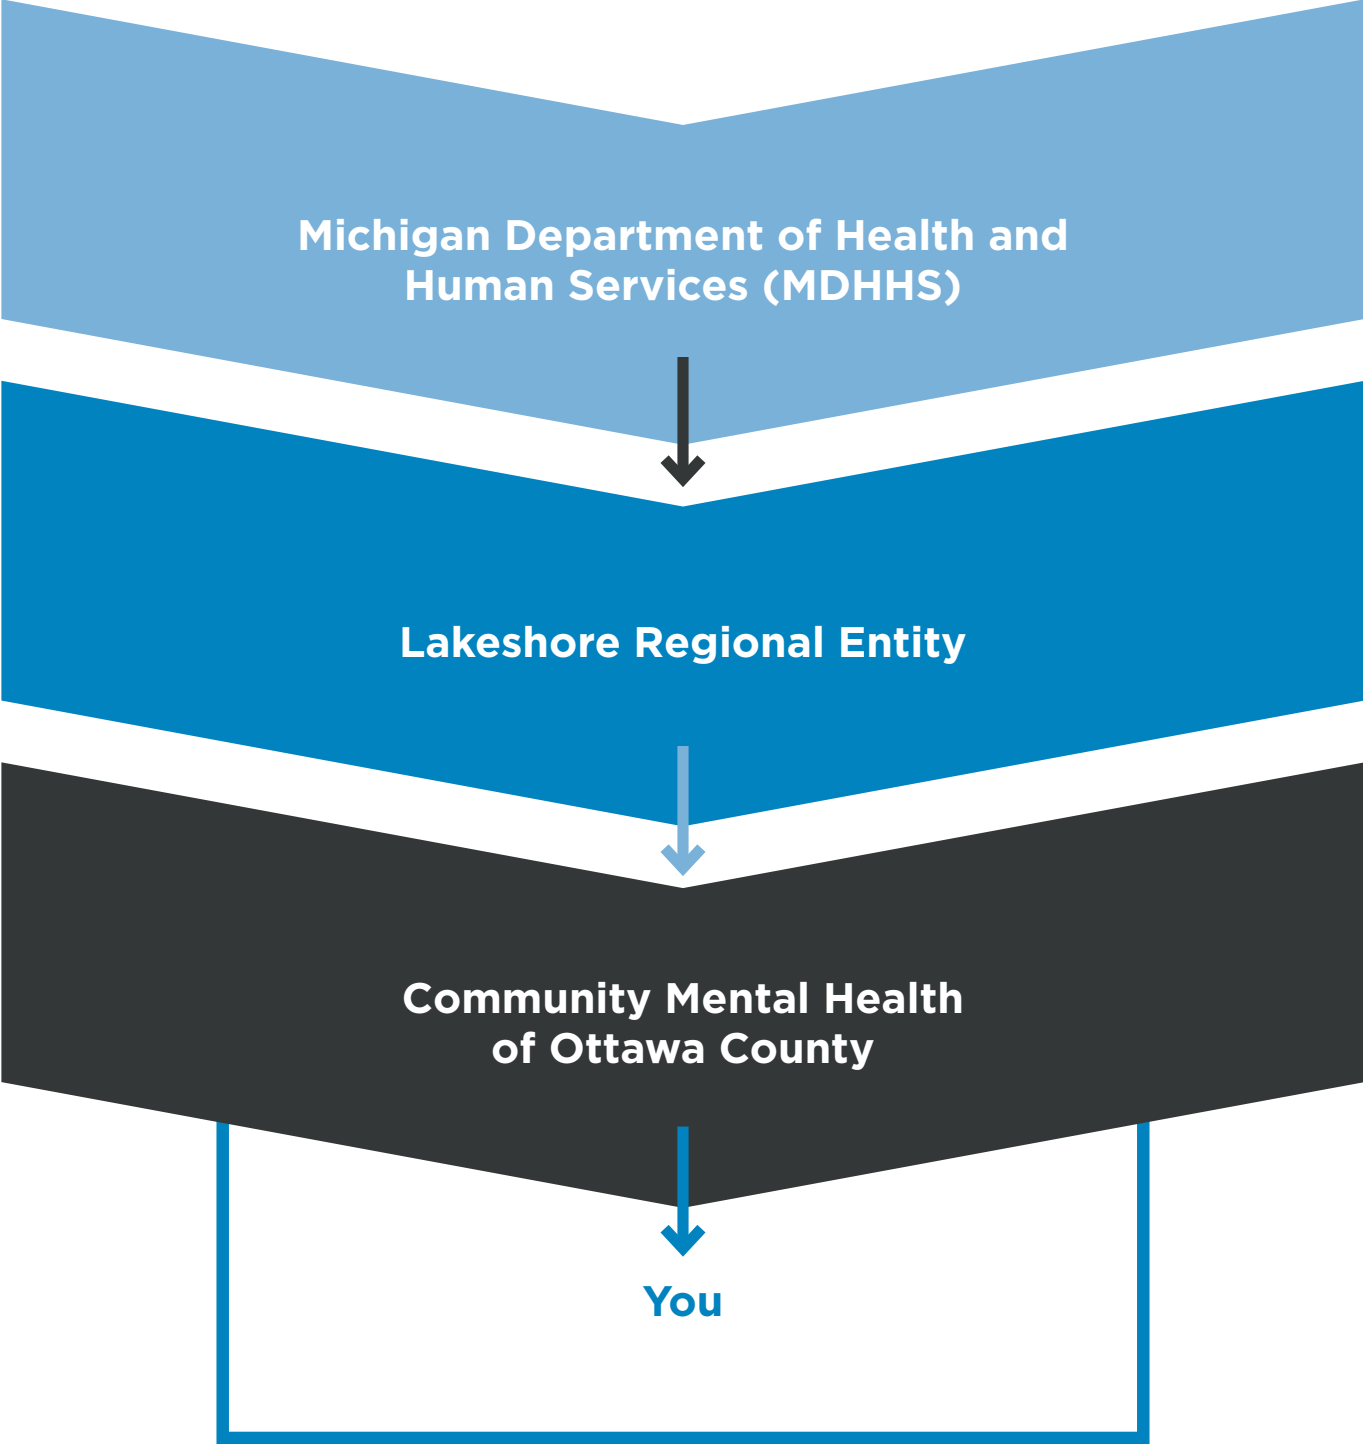 Michigan Department of Health and
Human Services (MDHHS)
Lakeshore Regional Entity
Community Mental Health
of Ottawa County
You